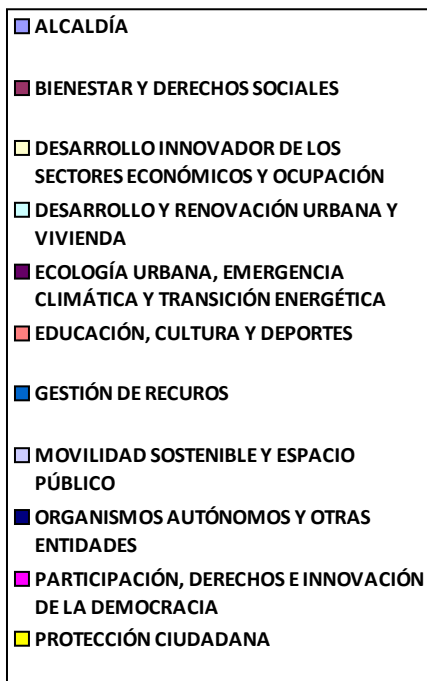 ALCALDÍA
BIENESTAR Y DERECHOS SOCIALES
DESARROLLO INNOVADOR DE LOS
SECTORES ECONÓMICOS Y OCUPACIÓN
DESARROLLO Y RENOVACIÓN URBANA Y
VIVIENDA
ECOLOGÍA URBANA, EMERGENCIA
CLIMÁTICA Y TRANSICIÓN ENERGÉTICA
EDUCACIÓN, CULTURA Y DEPORTES
GESTIÓN DE RECUROS
MOVILIDAD SOSTENIBLE Y ESPACIO
PÚBLICO
ORGANISMOS AUTÓNOMOS Y OTRAS
ENTIDADES
PARTICIPACIÓN, DERECHOS E INNOVACIÓN
DE LA DEMOCRACIA
PROTECCIÓN CIUDADANA